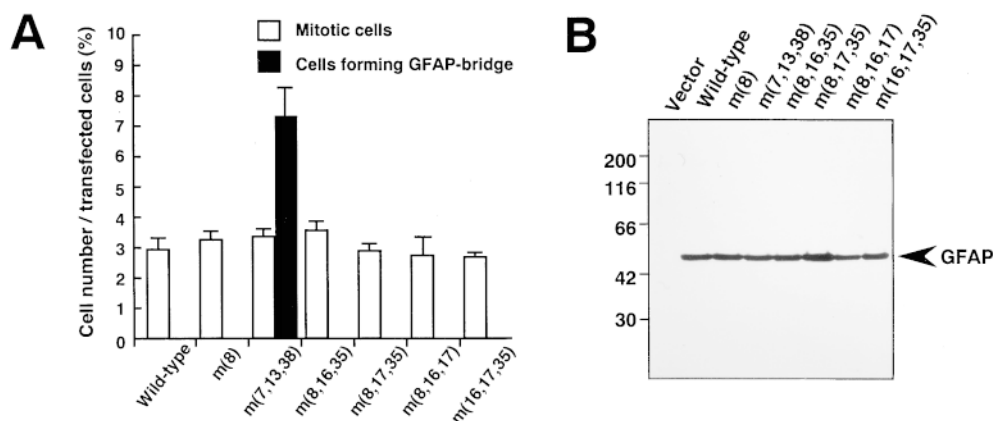 A
Cell number / transfected cells (%)
10
9
8
7
6
5
4
3
2
1
0
Mitotic cells
Cells forming GFAP-bridge
Wild-type
m(8)
m(7,13,38)
m(8,16,35)
m(8,17,35)
m(8,16,17)
m(16,17,35)
B
Vector
Wild-type
m(8)
m(7,13,38)
m(8,16,35)
m(8,17,35)
m(8,16,17)
m(16,17,35)
200
116
66
42
30
GFAP